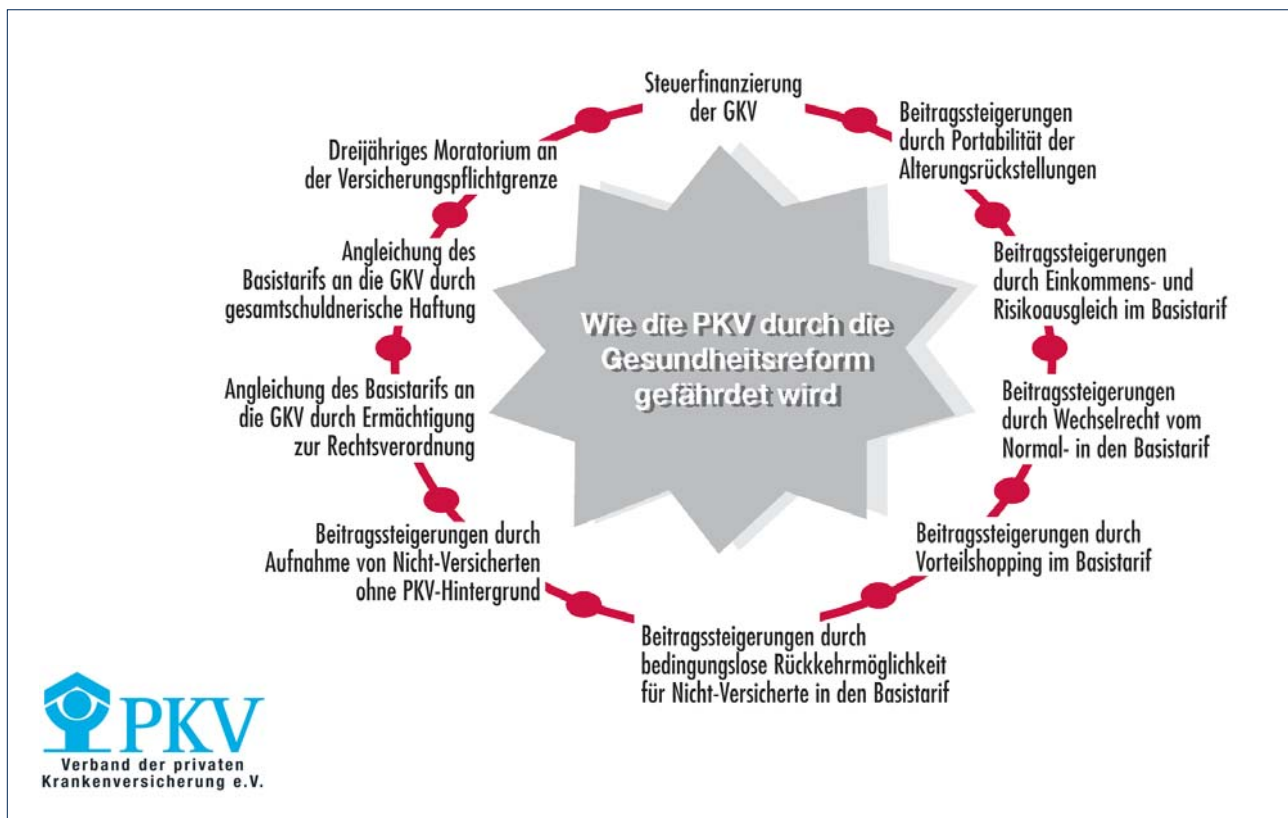 Steuerfinanzierung
der GKV
Beitragssteigerungen
durch Portabilität der
Alterungsrückstellungen
Beitragssteigerungen
durch Einkommens- und
Risikoausgleich im Basistarif
Beitragssteigerungen
durch Wechselrecht vom
Normal- in den Basistarif
Beitragssteigerungen durch
Vorteilshopping im Basistarif
Beitragssteigerungen durch
bedingungslose Rückkehrmöglichkeit
für Nicht-Versicherte in den Basistarif
Beitragssteigerungen durch
Aufnahme von Nicht-Versicherten
ohne PKV-Hintergrund
Angleichung des Basistarifs an
die GKV durch Ermächtigung
zur Rechtsverordnung
Angleichung des
Basistarifs an die GKV durch
gesamtschuldnerische Haftung
Dreijähriges Moratorium an
der Versicherungspflichtgrenze
Wie die PKV durch die
Gesundheitsreform
gefährdet wird
PKV
Verband der privaten
Krankenversicherung e.V.